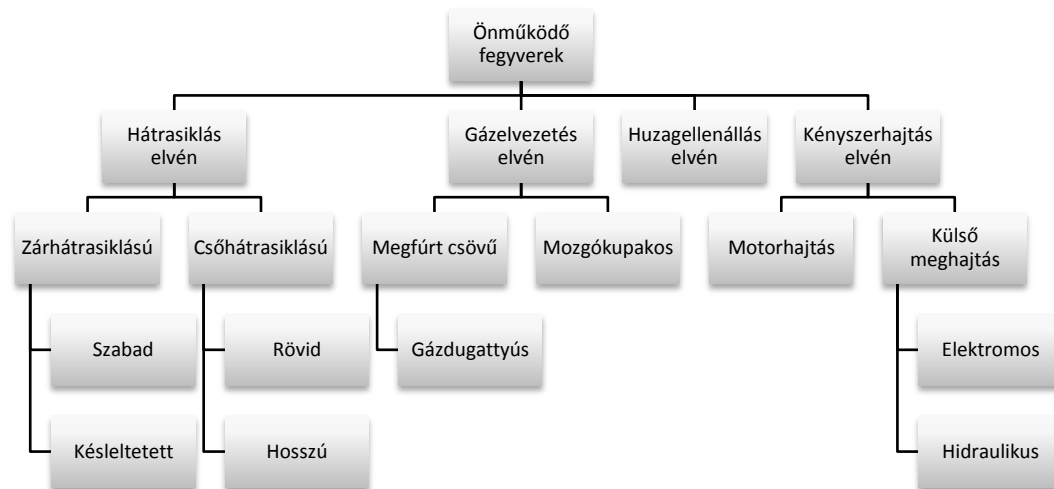 Önműködő
fegyverek
Hátrasiklás
elvén
Gázelvezetés
elvén
Huzagellenállás
elvén
Kényszerhajtás
elvén
Zárhátrasiklású
Csőhátrasiklású
Megfúrt csövű
Mozgókupakos
Motorhajtás
Külső
meghajtás
Szabad
Rövid
Gázdugattyús
Elektromos
Késleltetett
Hosszú
Hidraulikus